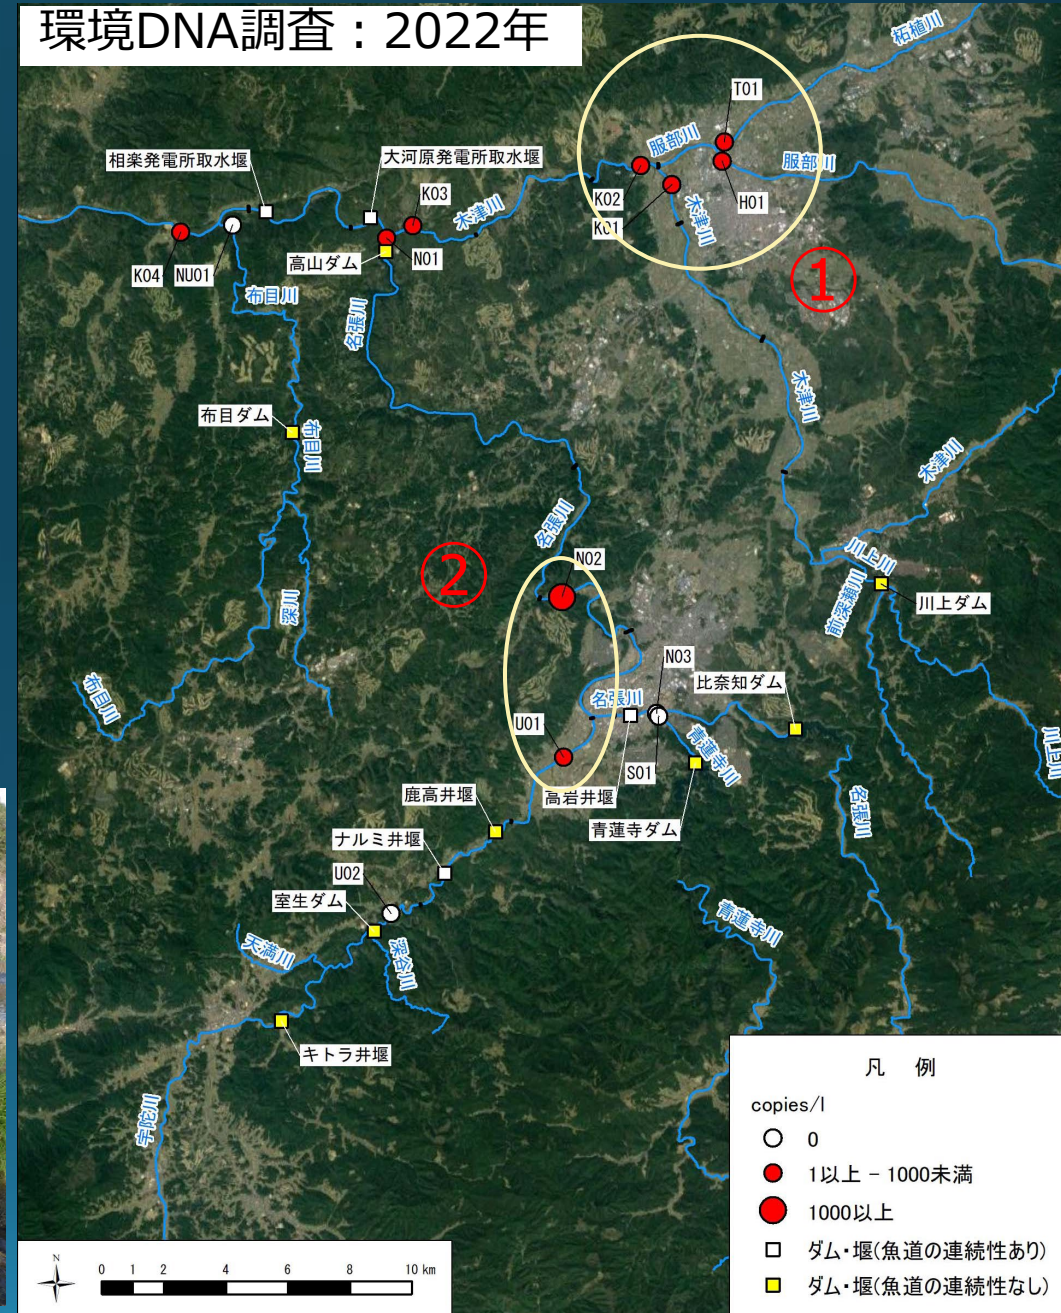 環境DNA調査：2022年
柘植川
T01
服部川
服部川
相楽発電所取水堰
大河原発電所取水堰
K03
K02
H01
K01
木津川
木津川
K04
NU01
高山ダム
N01
①
布目川
名張川
木津川
布目ダム
布目川
木津川
名張川
②
N02
川上川
前深瀬川
川上ダム
深川
布目川
N03
比奈知ダム
名張川
U01
S01
青蓮寺川
川上川
高岩井堰
鹿高井堰
青蓮寺ダム
名張川
ナルミ井堰
U02
室生ダム
天満川
深谷川
青蓮寺川
キトラ井堰
宇陀川
凡 例
copies/l
0
1以上 - 1000未満
1000以上
ダム・堰(魚道の連続性あり)
ダム・堰(魚道の連続性なし)
N
0 1 2 4 6 8 10 km